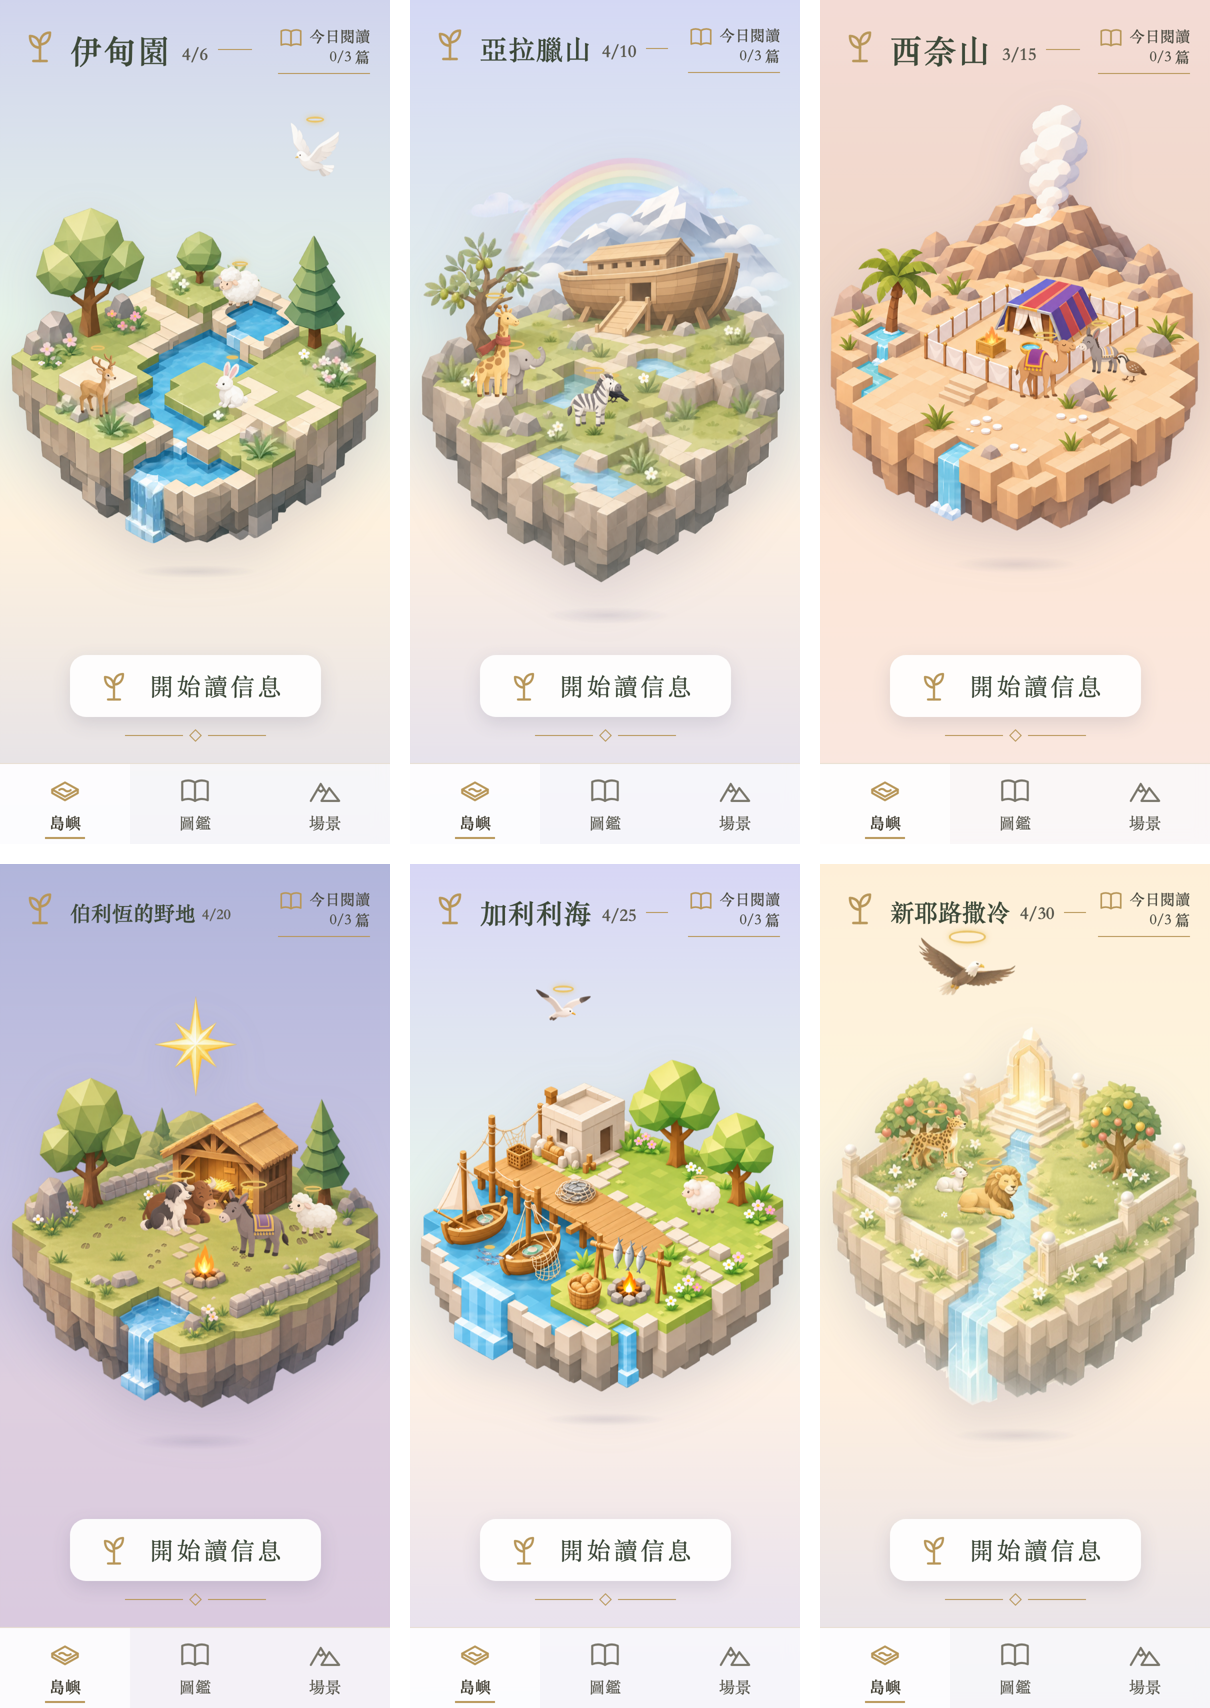 伊甸園 4/6
今日閱讀
0/3 篇
開始讀信息
島嶼
圖鑑
場景
亞拉臘山 4/10
今日閱讀
0/3 篇
開始讀信息
島嶼
圖鑑
場景
西奈山 3/15
今日閱讀
0/3 篇
開始讀信息
島嶼
圖鑑
場景
伯利恆的野地 4/20
今日閱讀
0/3 篇
開始讀信息
島嶼
圖鑑
場景
加利利海 4/25
今日閱讀
0/3 篇
開始讀信息
島嶼
圖鑑
場景
新耶路撒冷 4/30
今日閱讀
0/3 篇
開始讀信息
島嶼
圖鑑
場景